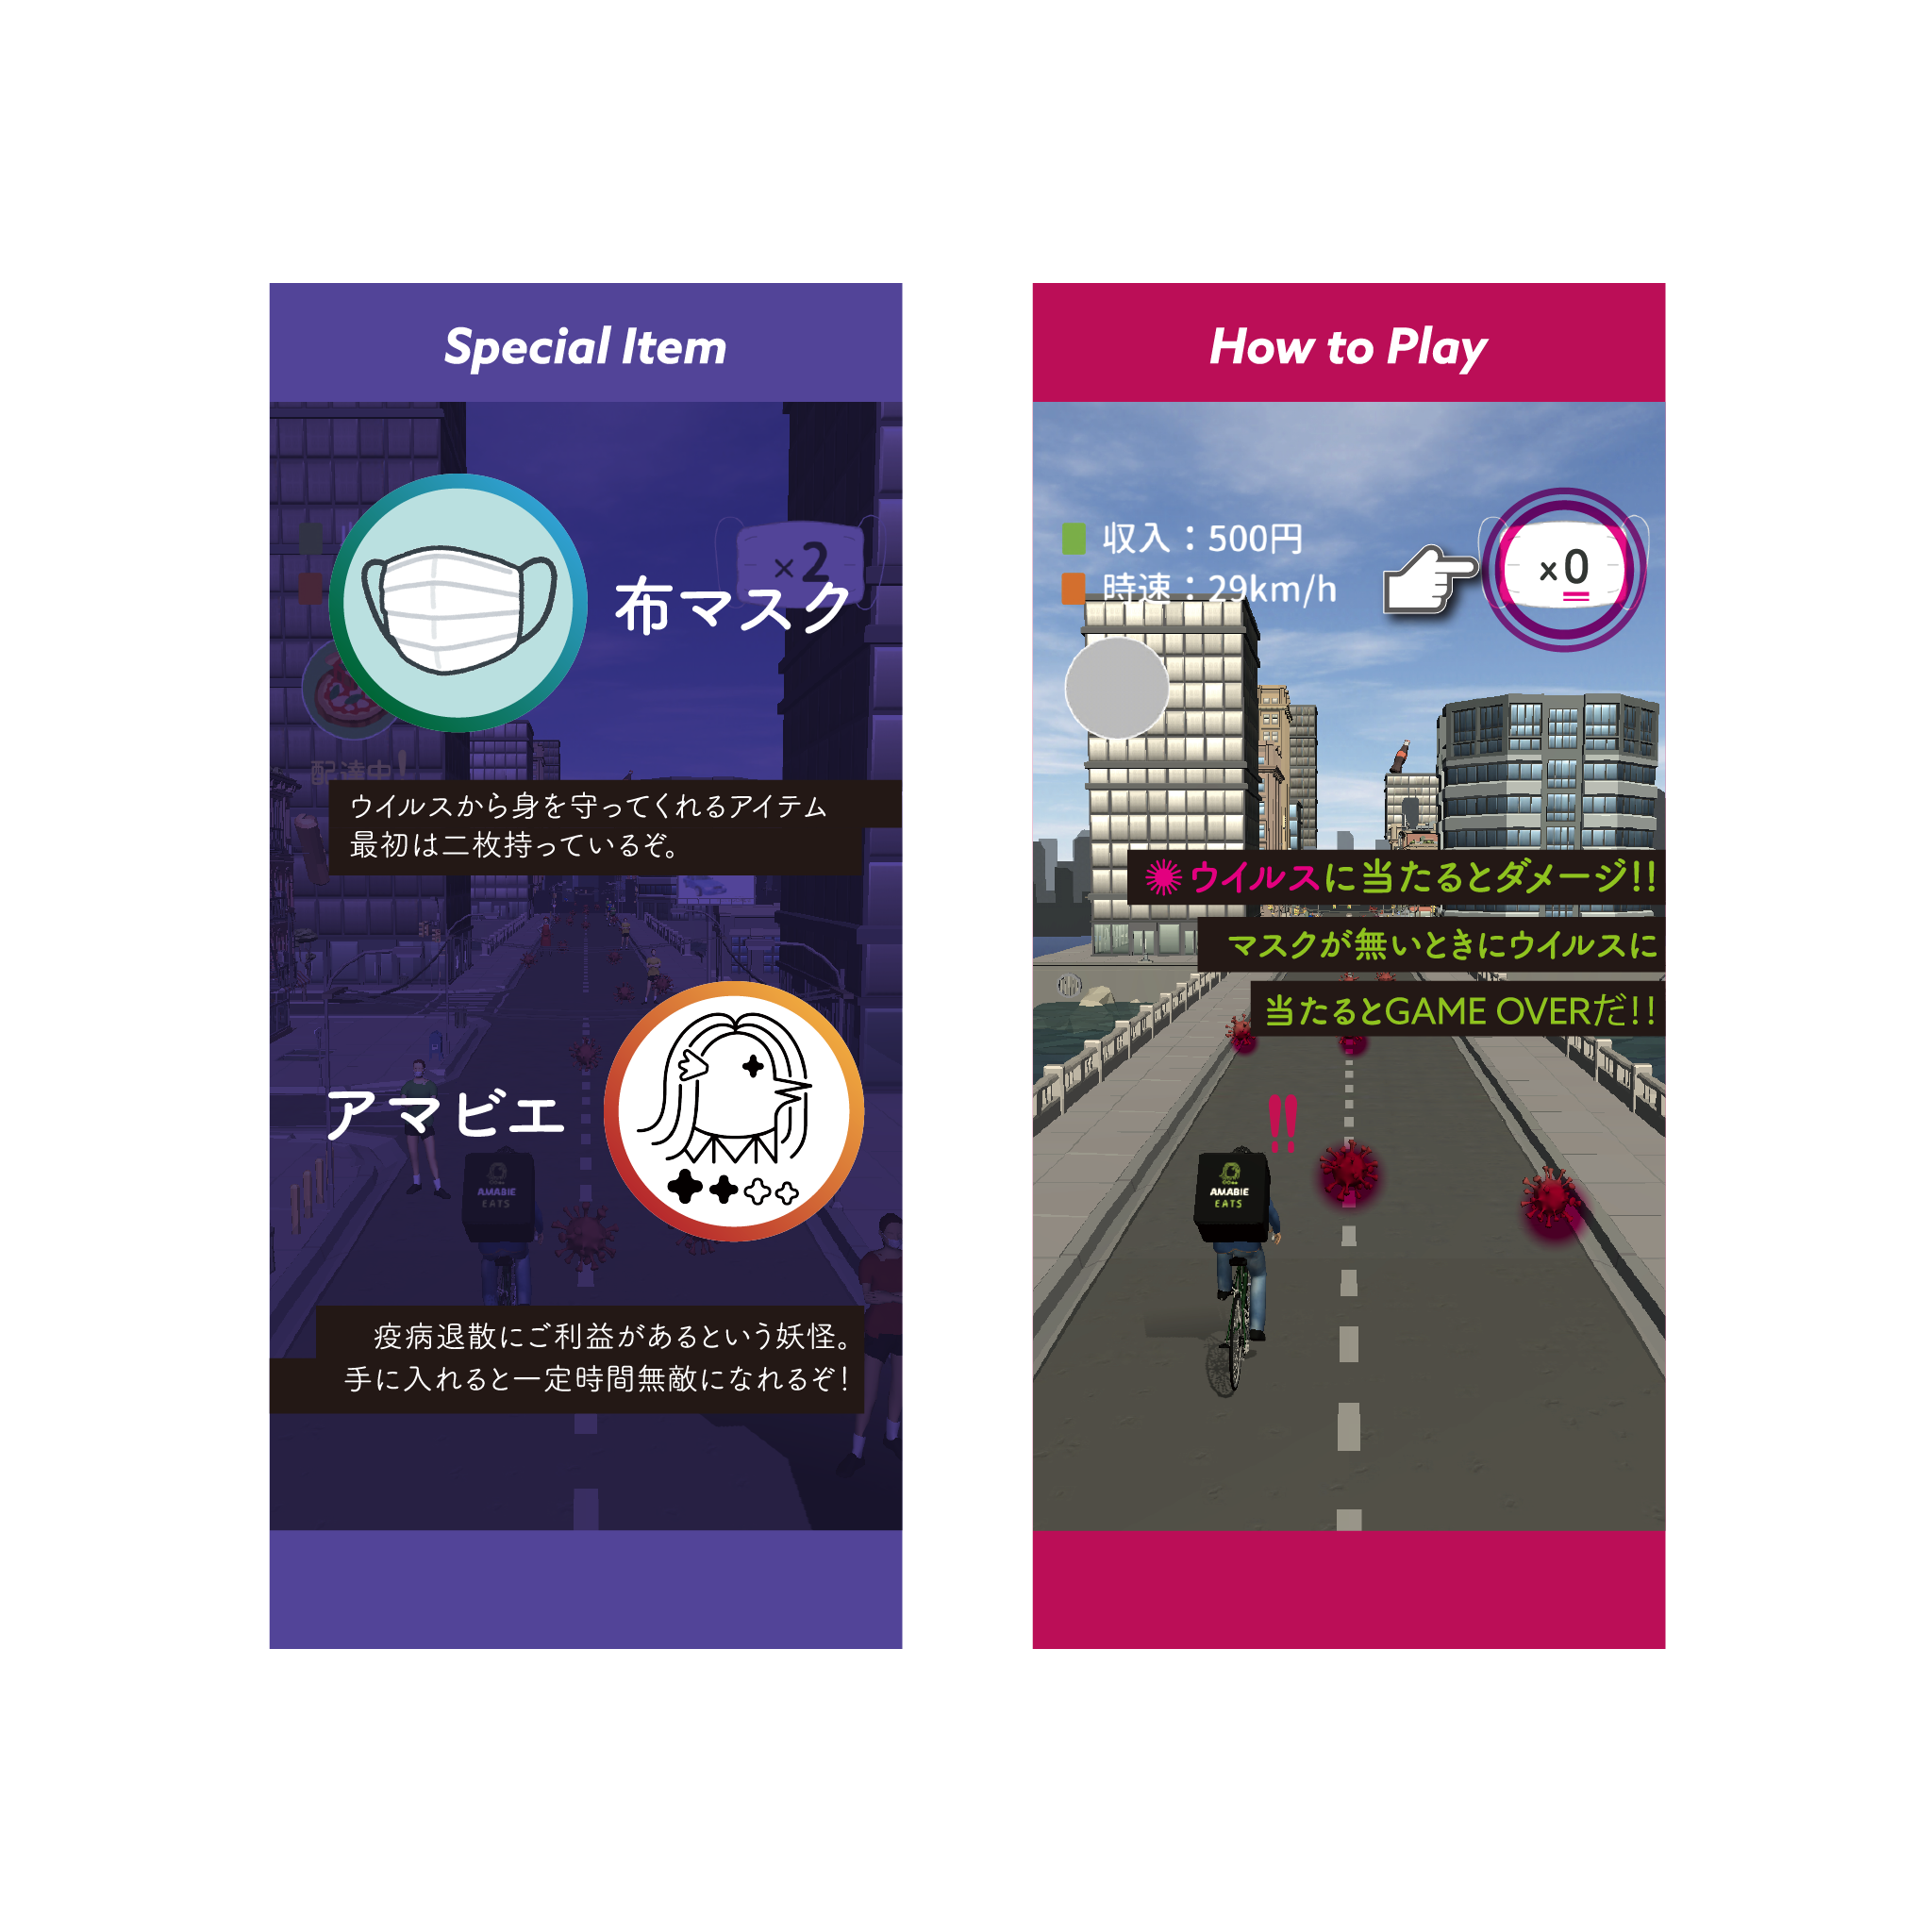 Special Item
×2
布マスク
配達中!
ウイルスから身を守ってくれるアイテム
最初は二枚持っているぞ。
アマビエ
AMABIE
EATS
疫病退散にご利益があるという妖怪。
手に入れると一定時間無敵になれるぞ!
How to Play
収入:500円
時速:29km/h
×0
ウイルスに当たるとダメージ!!
マスクが無いときにウイルスに
当たるとGAME OVERだ!!
!!
AMABIE
EATS